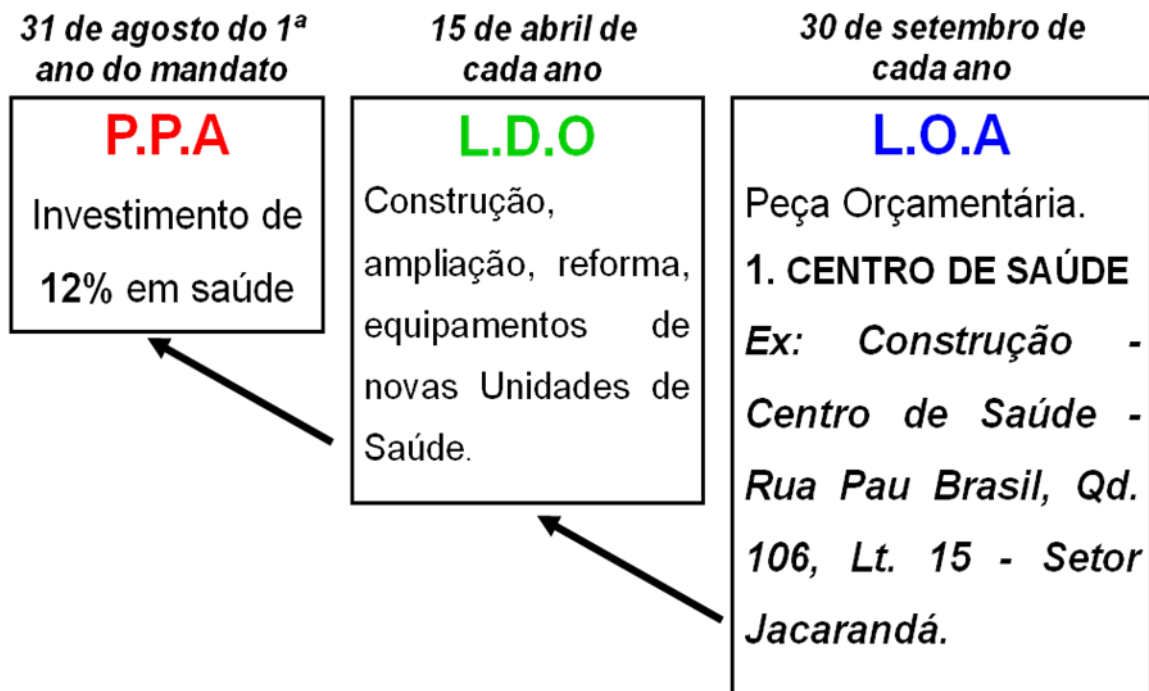 31 de agosto do 1ª
ano do mandato
P.P.A
Investimento de
12% em saúde
15 de abril de
cada ano
L.D.O
Construção,
ampliação, reforma,
equipamentos de
novas Unidades de
Saúde.
30 de setembro de
cada ano
L.O.A
Peça Orçamentária.
1. CENTRO DE SAÚDE
Ex: Construção -
Centro de Saúde -
Rua Pau Brasil, Qd.
106, Lt. 15 - Setor
Jacarandá.